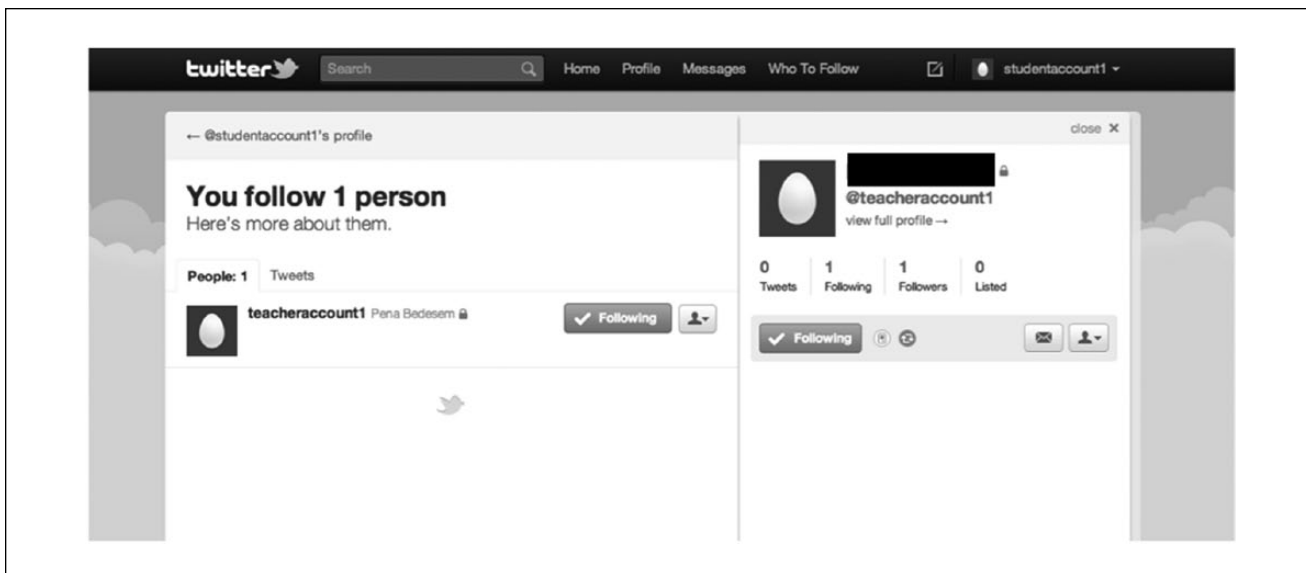 twitter Search Home Profile Messages Who To Follow studentaccount1
← @studentaccount1's profile
You follow 1 person
Here's more about them.
People: 1 Tweets
teacheraccount1 Pena Bedesem Following
close X
@teacheraccount1
view full profile →
0 1 1 0
Tweets Following Followers Listed
Following